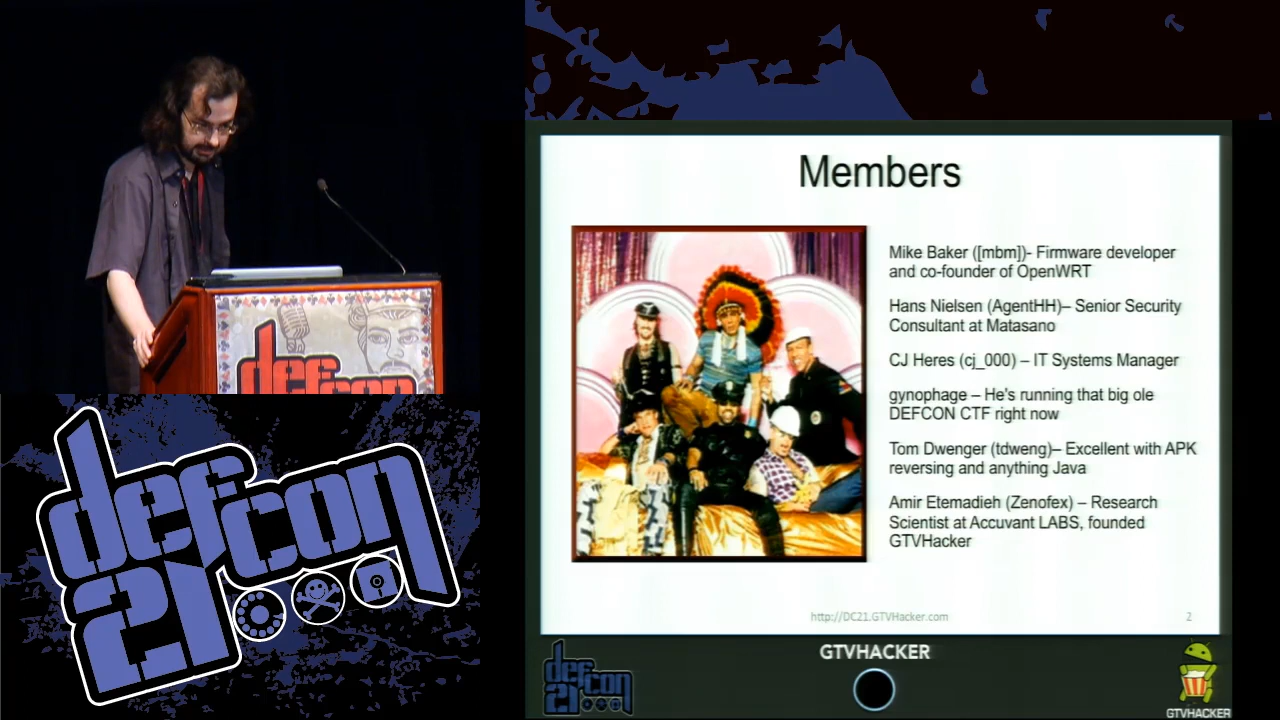 Members
Mike Baker ([mbm])- Firmware developer
and co-founder of OpenWRT
Hans Nielsen (AgentHH)– Senior Security
Consultant at Matasano
CJ Heres (cj_000) – IT Systems Manager
gynophage – He's running that big ole
DEFCON CTF right now
Tom Dwenger (tdweng)– Excellent with APK
reversing and anything Java
Amir Etemadieh (Zenofex) – Research
Scientist at Accuvant LABS, founded
GTVHacker
http://DC21.GTVHacker.com
2
defcon
defcon
21
defcon
21
GTVHACKER
GTVHACKER